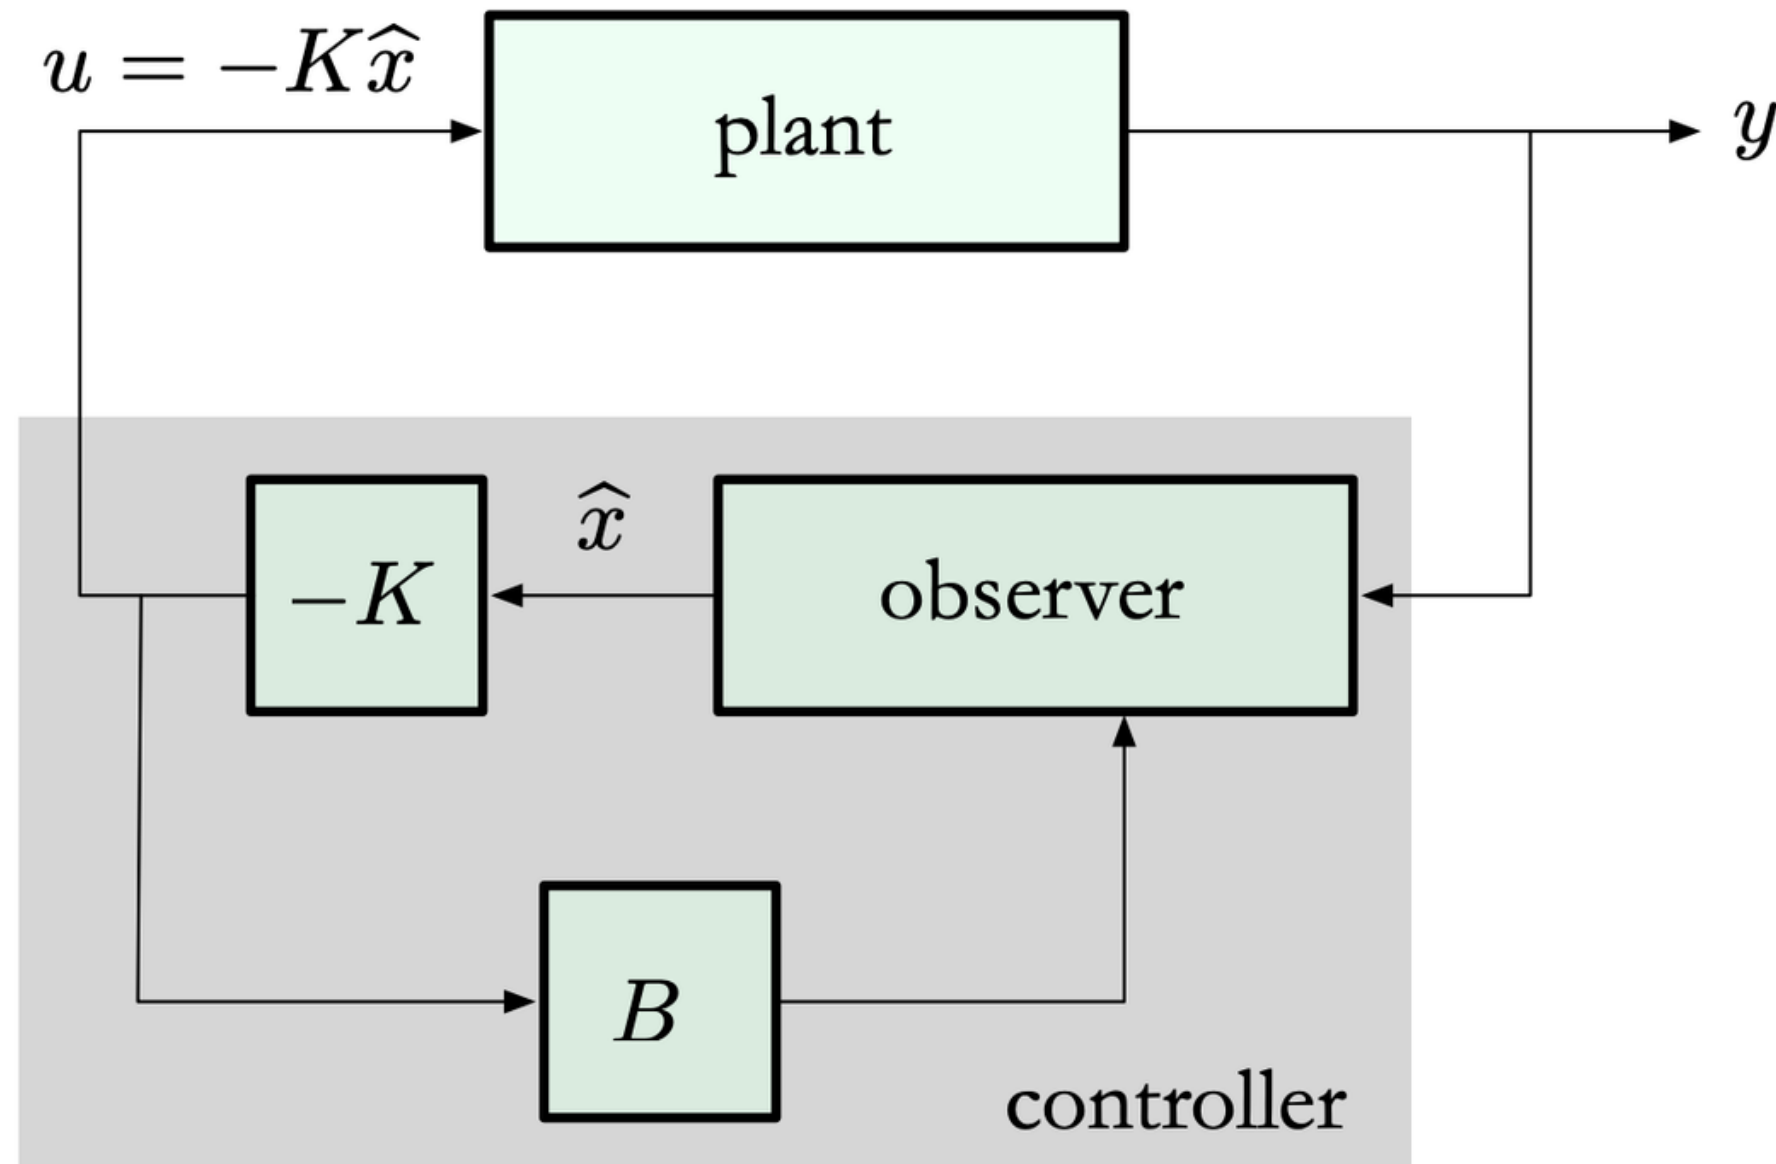 u = −Kx̂
plant
y
−K
x̂
observer
B
controller